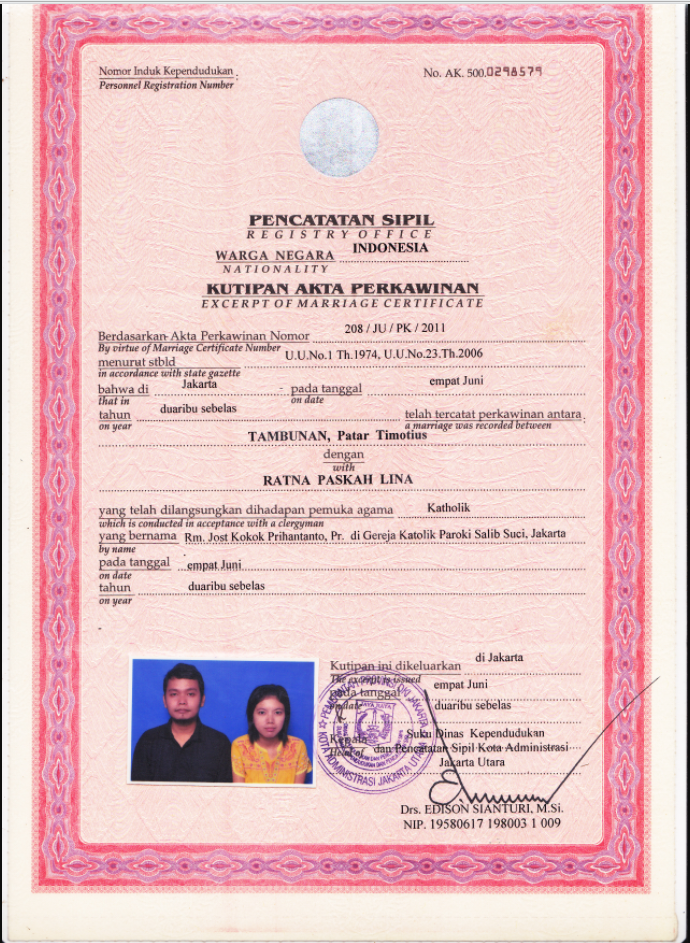 Nomor Induk Kependudukan :
Personnel Registration Number
No. AK. 500.0298579
PENCATATAN SIPIL
REGISTRY OFFICE
WARGA NEGARA INDONESIA
NATIONALITY
KUTIPAN AKTA PERKAWINAN
EXCERPT OF MARRIAGE CERTIFICATE
Berdasarkan Akta Perkawinan Nomor 208 / JU / PK / 2011
By virtue of Marriage Certificate Number
menurut stbld U.U.No.1 Th.1974, U.U.No.23.Th.2006
in accordance with state gazette
bahwa di Jakarta - pada tanggal empat Juni
that in on date
tahun duaribu sebelas telah tercatat perkawinan antara :
on year a marriage was recorded between
TAMBUNAN, Patar Timotius
dengan
with
RATNA PASKAH LINA
yang telah dilangsungkan dihadapan pemuka agama Katholik
which is conducted in acceptance with a clergyman
yang bernama Rm. Jost Kokok Prihantanto, Pr. di Gereja Katolik Paroki Salib Suci, Jakarta
by name
pada tanggal empat Juni
on date
tahun duaribu sebelas
on year
Kutipan ini dikeluarkan di Jakarta
The excerpt is issued
pada tanggal empat Juni
on date
duaribu sebelas
Kepala Suku Dinas Kependudukan
Head of dan Pencatatan Sipil Kota Administrasi
Jakarta Utara
JAYA RAYA
KOTA ADMINISTRASI JAKARTA UTARA
Drs. EDISON SIANTURI, M.Si.
NIP. 19580617 198003 1 009